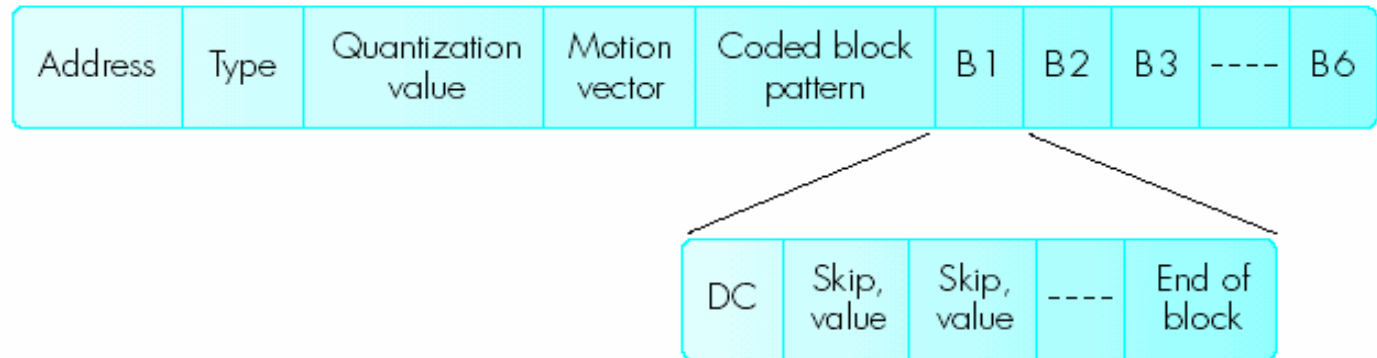 Address
Type
Quantization
value
Motion
vector
Coded block
pattern
B1
B2
B3
----
B6
DC
Skip,
value
Skip,
value
----
End of
block